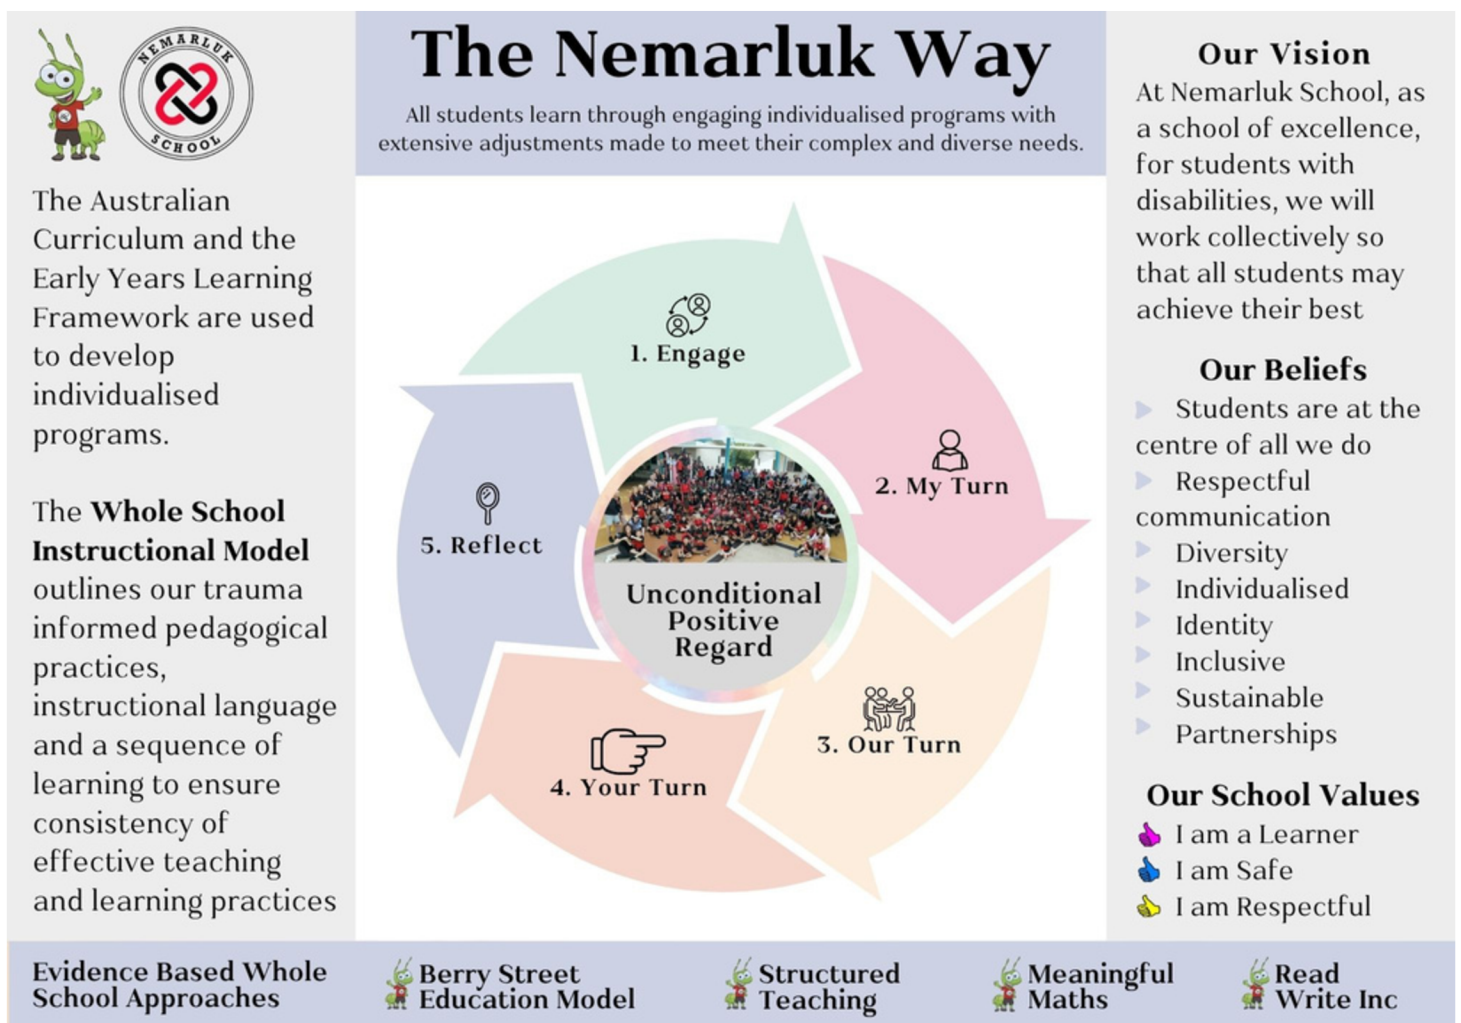 NEMARLUK
SCHOOL
The Australian
Curriculum and the
Early Years Learning
Framework are used
to develop
individualised
programs.
The Whole School
Instructional Model
outlines our trauma
informed pedagogical
practices,
instructional language
and a sequence of
learning to ensure
consistency of
effective teaching
and learning practices
The Nemarluk Way
All students learn through engaging individualised programs with
extensive adjustments made to meet their complex and diverse needs.
1. Engage
2. My Turn
3. Our Turn
4. Your Turn
5. Reflect
Unconditional
Positive
Regard
Our Vision
At Nemarluk School, as
a school of excellence,
for students with
disabilities, we will
work collectively so
that all students may
achieve their best
Our Beliefs
Students are at the
centre of all we do
Respectful
communication
Diversity
Individualised
Identity
Inclusive
Sustainable
Partnerships
Our School Values
I am a Learner
I am Safe
I am Respectful
Evidence Based Whole
School Approaches
Berry Street
Education Model
Structured
Teaching
Meaningful
Maths
Read
Write Inc